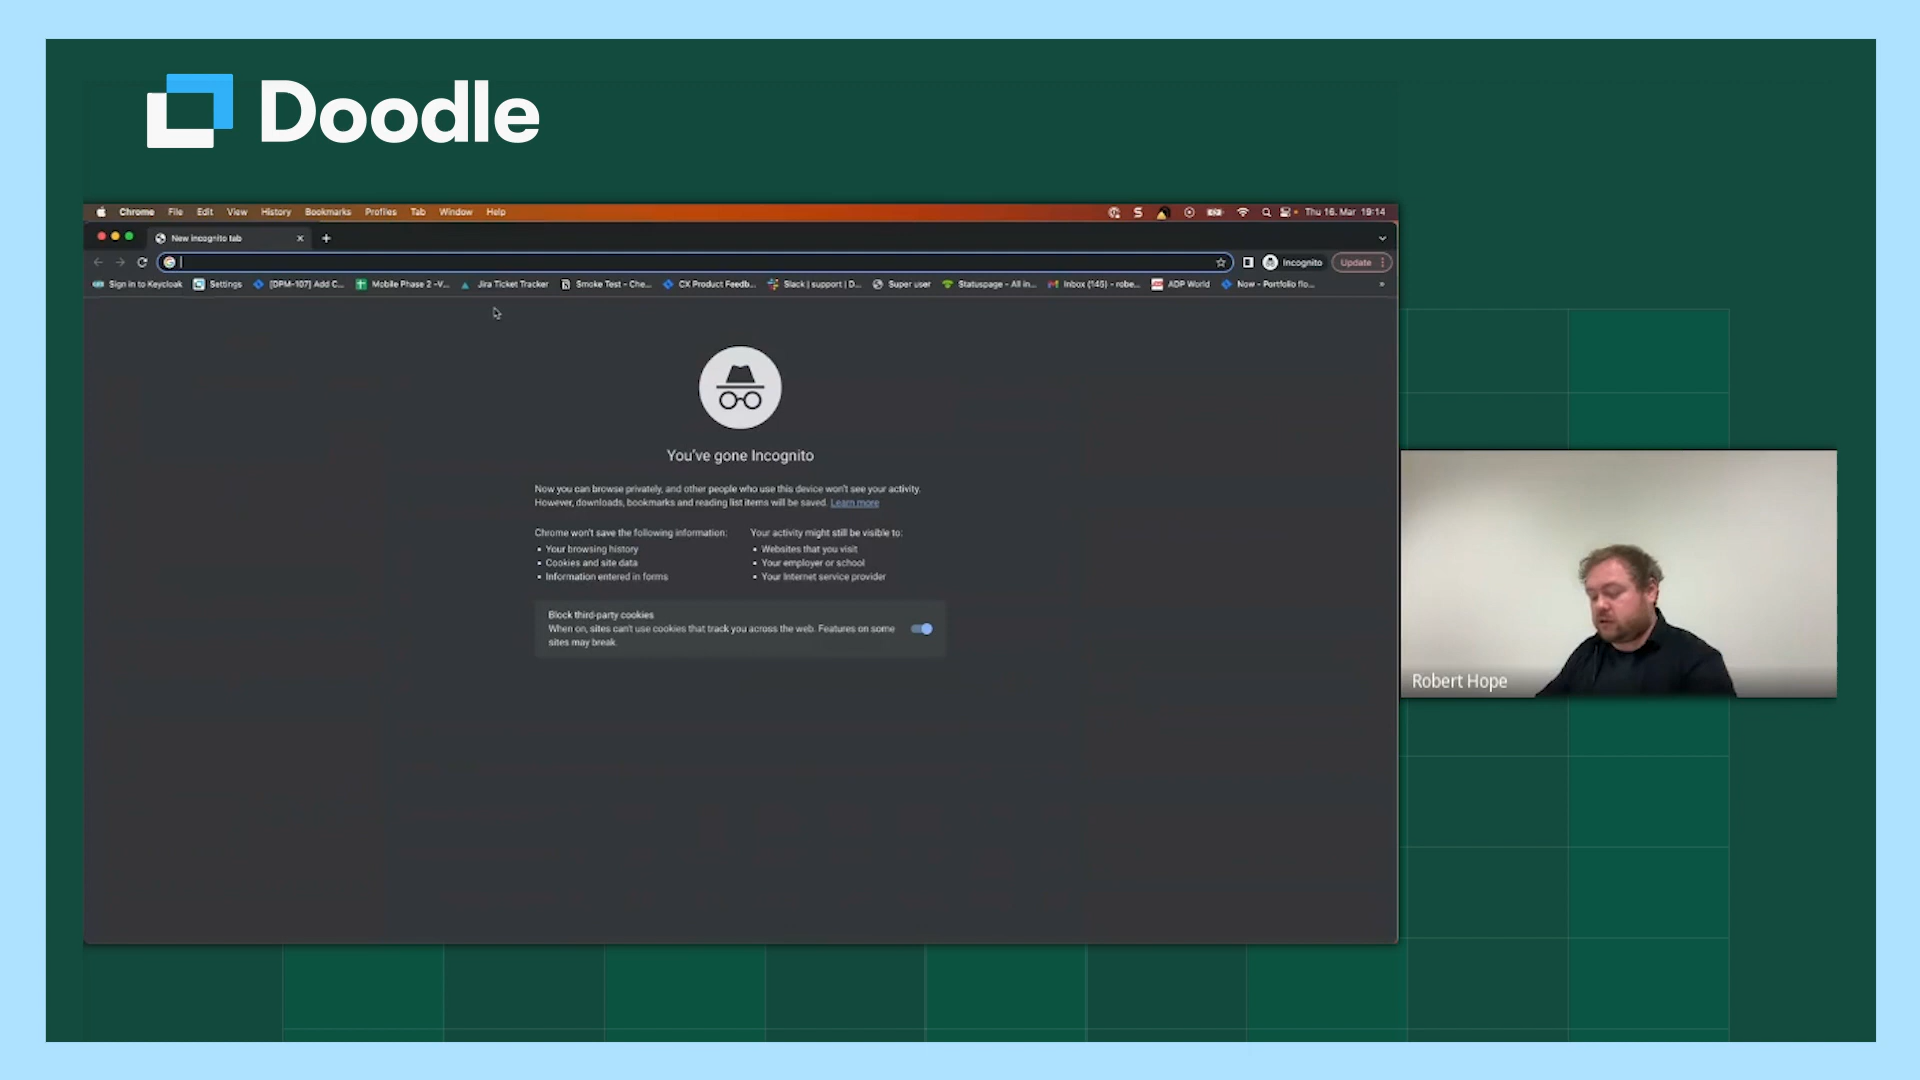 Doodle
Chrome File Edit View History Bookmarks Profiles Tab Window Help Thu 16. Mar 19:14
New incognito tab
Incognito Update
Sign in to Keycloak Settings [DPM-107] Add C... Mobile Phase 2 -V... Jira Ticket Tracker Smoke Test - Che... CX Product Feedb... Slack | support | D... Super user Statuspage - All in... Inbox (145) - robe... ADP World Now - Portfolio flo... »
You've gone Incognito
Now you can browse privately, and other people who use this device won't see your activity.
However, downloads, bookmarks and reading list items will be saved. Learn more
Chrome won't save the following information:
• Your browsing history
• Cookies and site data
• Information entered in forms
Your activity might still be visible to:
• Websites that you visit
• Your employer or school
• Your Internet service provider
Block third-party cookies
When on, sites can't use cookies that track you across the web. Features on some
sites may break.
Robert Hope